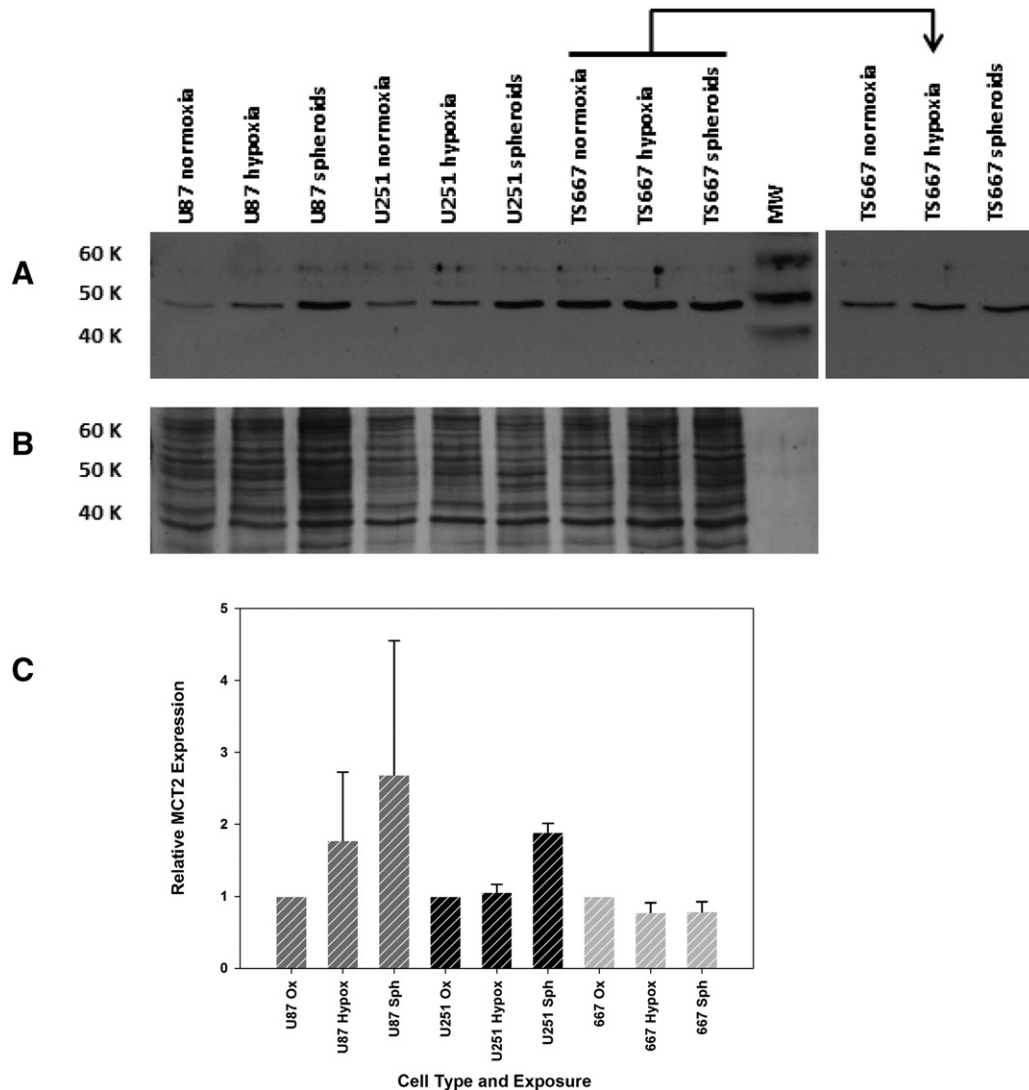 U87 normoxia
U87 hypoxia
U87 spheroids
U251 normoxia
U251 hypoxia
U251 spheroids
TS667 normoxia
TS667 hypoxia
TS667 spheroids
MW
TS667 normoxia
TS667 hypoxia
TS667 spheroids
A
60 K
50 K
40 K
B
60 K
50 K
40 K
C
Relative MCT2 Expression
5
4
3
2
1
0
U87 Ox
U87 Hypox
U87 Sph
U251 Ox
U251 Hypox
U251 Sph
667 Ox
667 Hypox
667 Sph
Cell Type and Exposure